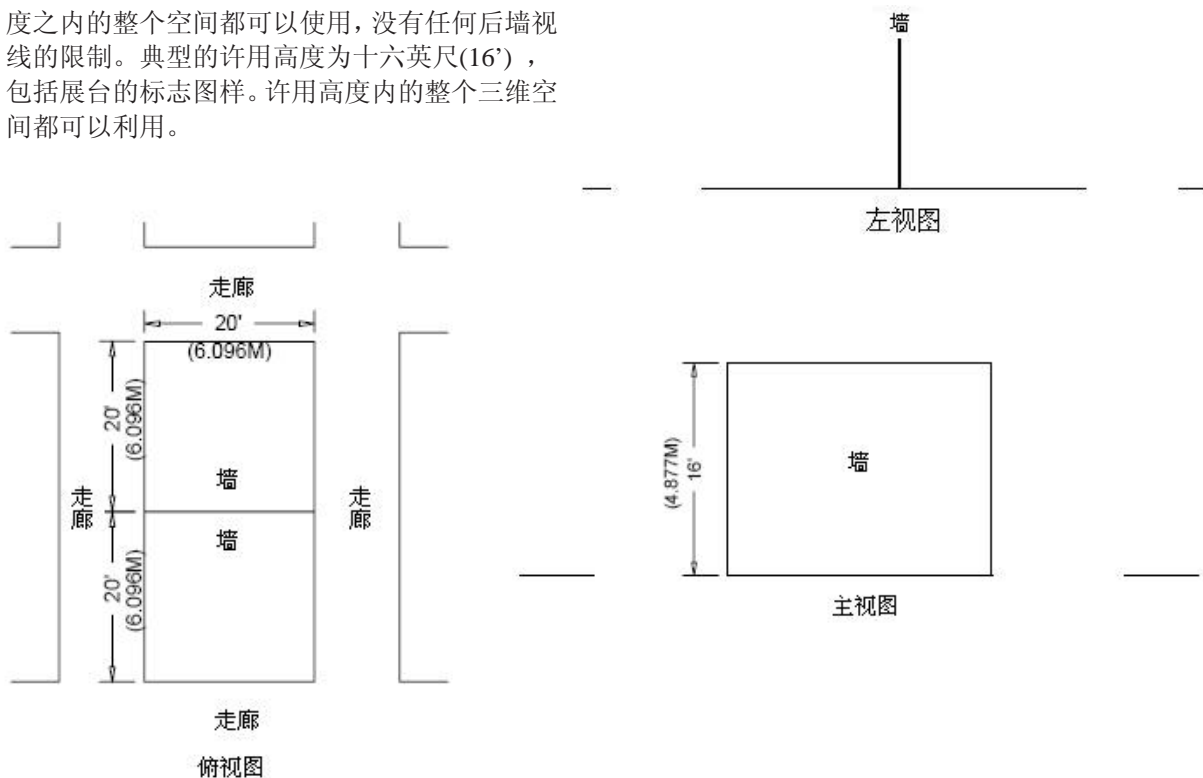 度之内的整个空间都可以使用，没有任何后墙视
线的限制。典型的许用高度为十六英尺(16’)，
包括展台的标志图样。许用高度内的整个三维空
间都可以利用。
墙
左视图
走廊
20'
(6.096M)
20'
(6.096M)
墙
走廊
走廊
墙
20'
(6.096M)
走廊
俯视图
(4.877M)
16'
墙
主视图